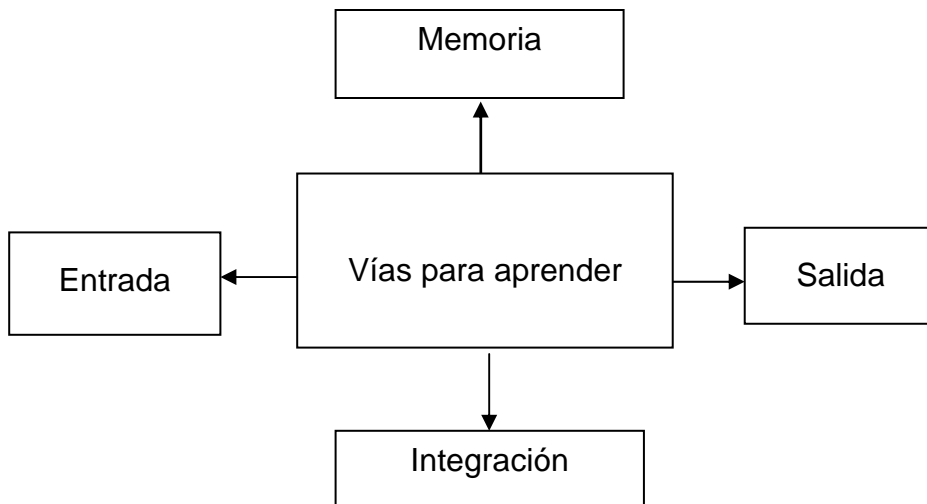 Memoria
Entrada
Vías para aprender
Salida
Integración